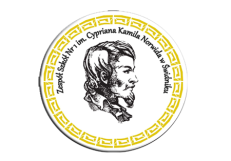 Zespół Szkół Nr 1 im. Cypriana Kamila Norwida w Świdniku